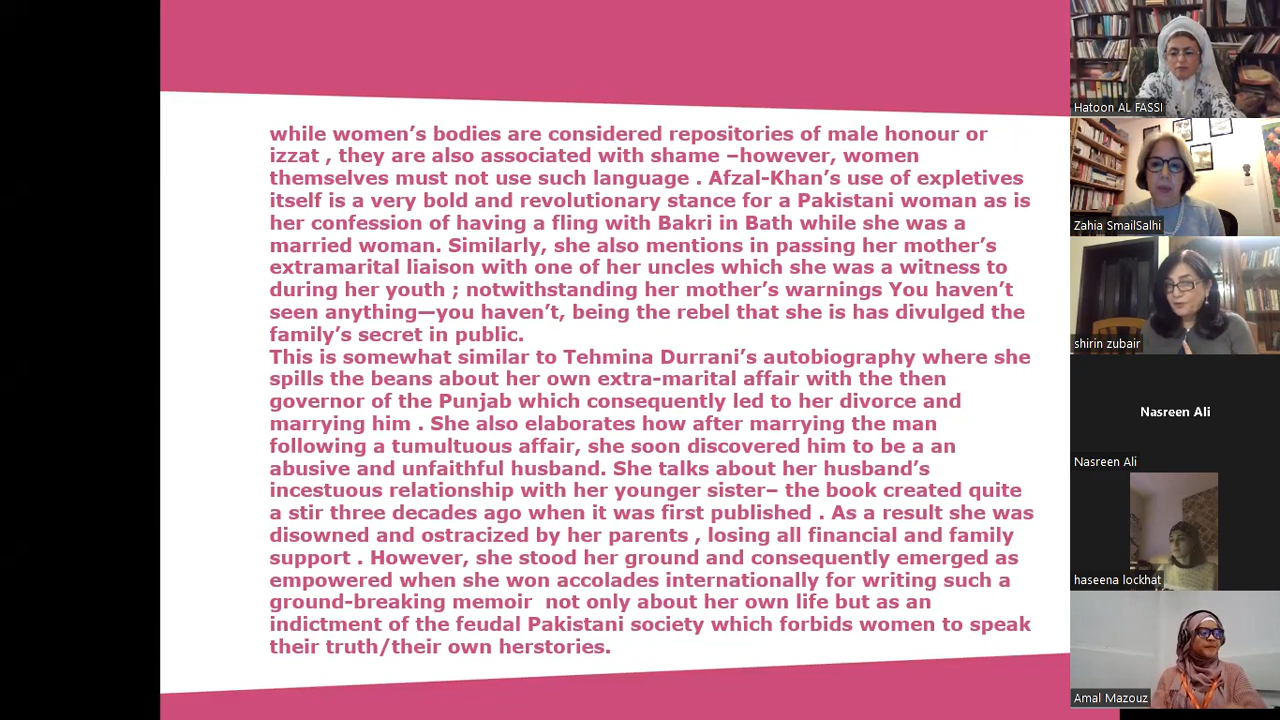 while women’s bodies are considered repositories of male honour or
izzat , they are also associated with shame –however, women
themselves must not use such language . Afzal-Khan’s use of expletives
itself is a very bold and revolutionary stance for a Pakistani woman as is
her confession of having a fling with Bakri in Bath while she was a
married woman. Similarly, she also mentions in passing her mother’s
extramarital liaison with one of her uncles which she was a witness to
during her youth ; notwithstanding her mother’s warnings You haven’t
seen anything—you haven’t, being the rebel that she is has divulged the
family’s secret in public.
This is somewhat similar to Tehmina Durrani’s autobiography where she
spills the beans about her own extra-marital affair with the then
governor of the Punjab which consequently led to her divorce and
marrying him . She also elaborates how after marrying the man
following a tumultuous affair, she soon discovered him to be a an
abusive and unfaithful husband. She talks about her husband’s
incestuous relationship with her younger sister– the book created quite
a stir three decades ago when it was first published . As a result she was
disowned and ostracized by her parents , losing all financial and family
support . However, she stood her ground and consequently emerged as
empowered when she won accolades internationally for writing such a
ground-breaking memoir  not only about her own life but as an
indictment of the feudal Pakistani society which forbids women to speak
their truth/their own herstories.
Hatoon AL FASSI
Zahia SmailSalhi
shirin zubair
Nasreen Ali
Nasreen Ali
haseena lockhat
Amal Mazouz